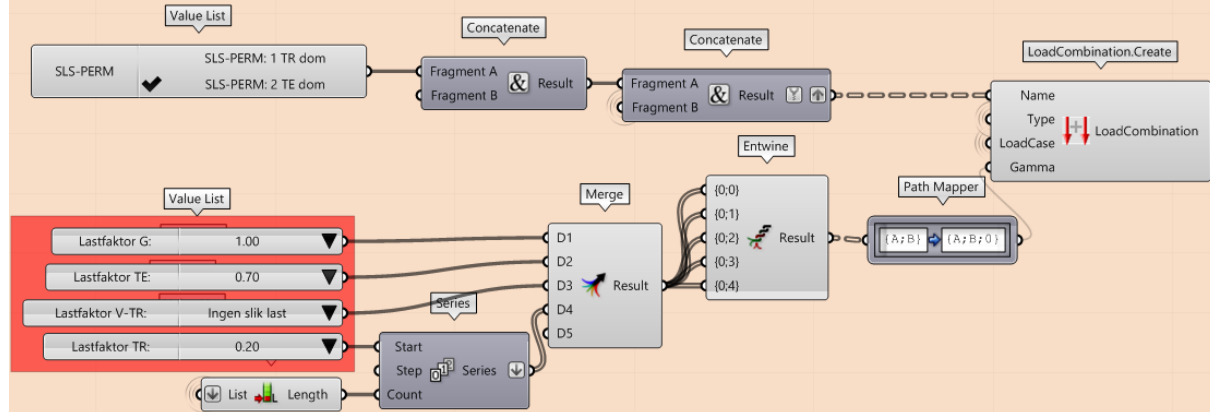 Value List
SLS-PERM
SLS-PERM: 1 TR dom
SLS-PERM: 2 TE dom
Concatenate
Fragment A
Fragment B
&
Result
Concatenate
Fragment A
Fragment B
&
Result
LoadCombination.Create
Name
Type
LoadCase
Gamma
LoadCombination
Value List
Lastfaktor G:
1.00
Lastfaktor TE:
0.70
Lastfaktor V-TR:
Ingen slik last
Lastfaktor TR:
0.20
List
Length
Series
Start
Step
Count
Series
Merge
D1
D2
D3
D4
D5
Result
Entwine
{0;0}
{0;1}
{0;2}
{0;3}
{0;4}
Result
Path Mapper
{A;B}
{A;B;0}